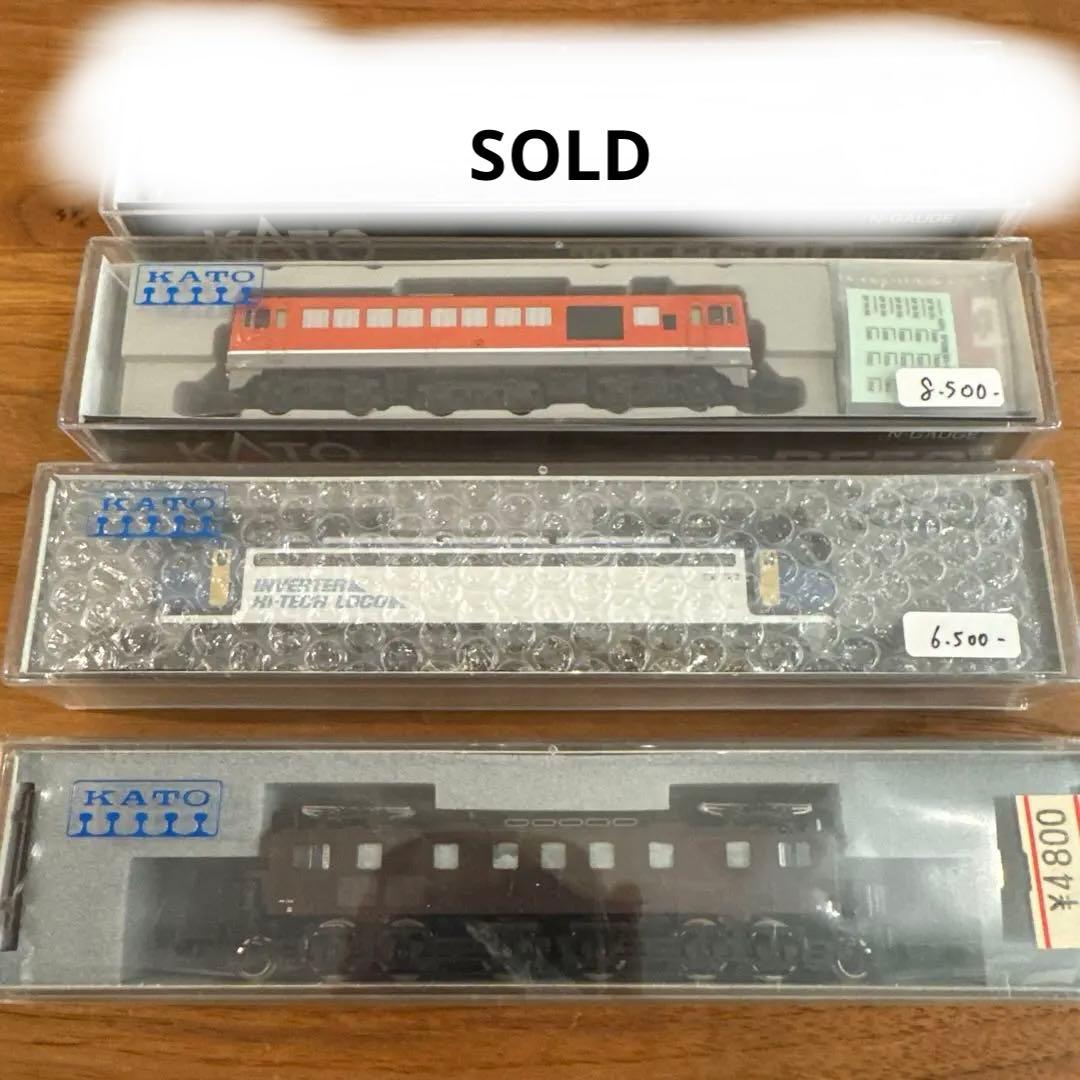 SOLD
N-GAUGE
KATO
KATO
8.500-
KATO
N-GAUGE
KATO
INVERTER
HI-TECH LOCO
6.500-
KATO
¥4800